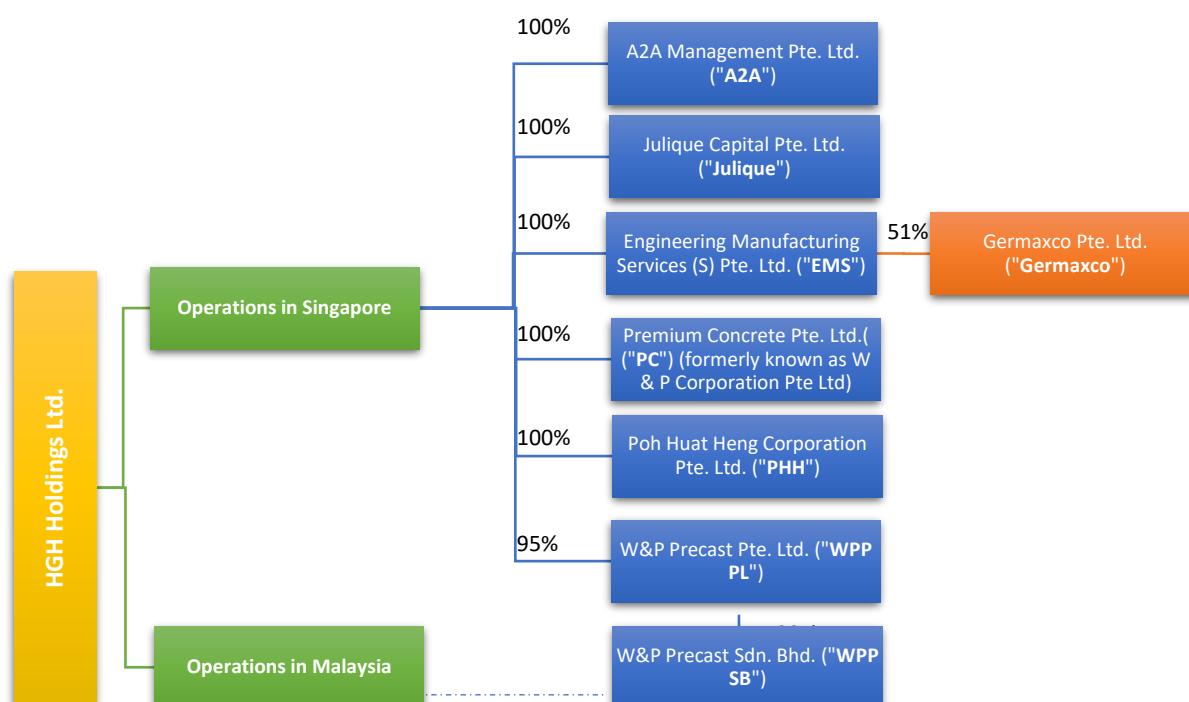 100%
A2A Management Pte. Ltd.
("A2A")
100%
Julique Capital Pte. Ltd.
("Julique")
100%
Engineering Manufacturing
Services (S) Pte. Ltd. ("EMS")
51%
Germaxco Pte. Ltd.
("Germaxco")
HGH Holdings Ltd.
Operations in Singapore
100%
Premium Concrete Pte. Ltd.(
("PC") (formerly known as W
& P Corporation Pte Ltd)
100%
Poh Huat Heng Corporation
Pte. Ltd. ("PHH")
95%
W&P Precast Pte. Ltd. ("WPP
PL")
Operations in Malaysia
W&P Precast Sdn. Bhd. ("WPP
SB")